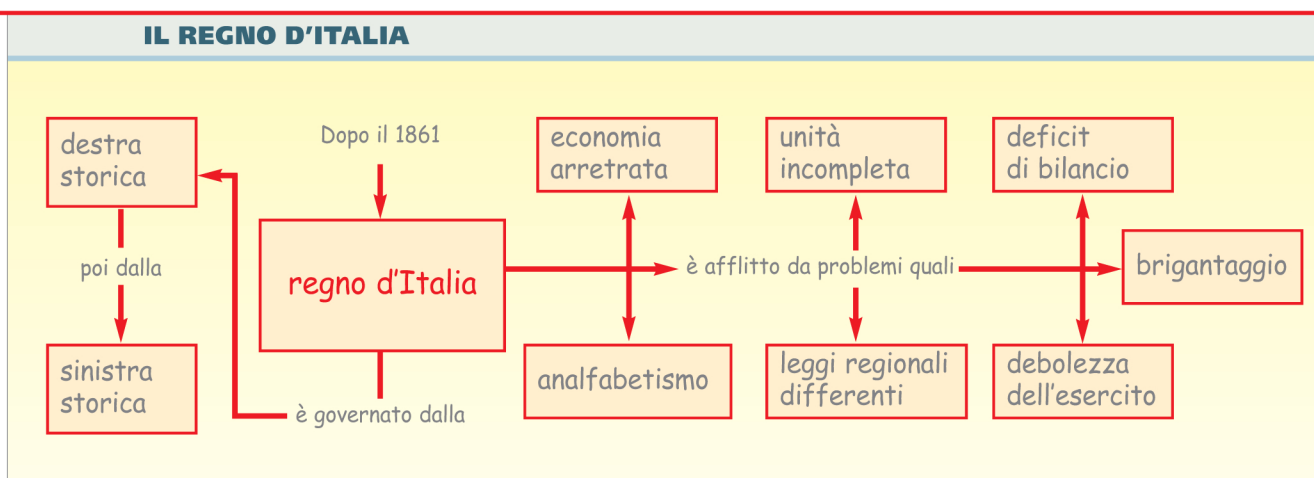 IL REGNO D'ITALIA
destra
storica
poi dalla
sinistra
storica
Dopo il 1861
regno d'Italia
è governato dalla
economia
arretrata
analfabetismo
è afflitto da problemi quali
unità
incompleta
leggi regionali
differenti
deficit
di bilancio
brigantaggio
debolezza
dell'esercito